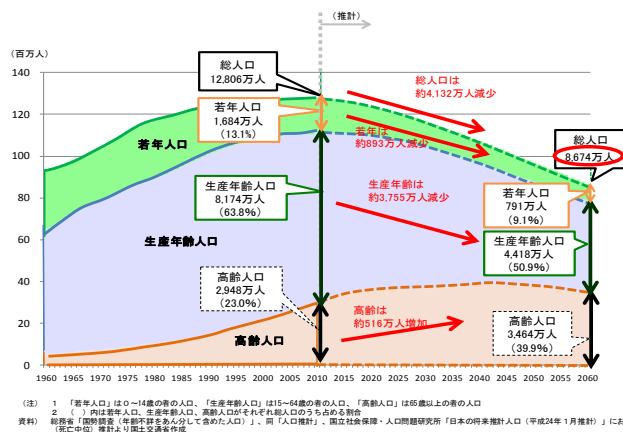 (推計)
(百万人)
140
120
100
80
60
40
20
0
総人口
12,806万人
若年人口
1,684万人
(13.1%)
総人口は
約4,132万人減少
若年は
約893万人減少
総人口
8,674万人
若年人口
生産年齢人口
8,174万人
(63.8%)
生産年齢は
約3,755万人減少
若年人口
791万人
(9.1%)
生産年齢人口
生産年齢人口
4,418万人
(50.9%)
高齢人口
2,948万人
(23.0%)
高齢は
約516万人増加
高齢人口
3,464万人
(39.9%)
高齢人口
1960 1965 1970 1975 1980 1985 1990 1995 2000 2005 2010 2015 2020 2025 2030 2035 2040 2045 2050 2055 2060
(注) 1 「若年人口」は0~14歳の者の人口、「生産年齢人口」は15~64歳の者の人口、「高齢人口」は65歳以上の者の人口
2 ( )内は若年人口、生産年齢人口、高齢人口がそれぞれ総人口のうち占める割合
資料) 総務省「国勢調査(年齢不詳をあん分して含めた人口)」、同「人口推計」、国立社会保障・人口問題研究所「日本の将来推計人口(平成24年1月推計)」にお
(死亡中位)推計より国土交通省作成